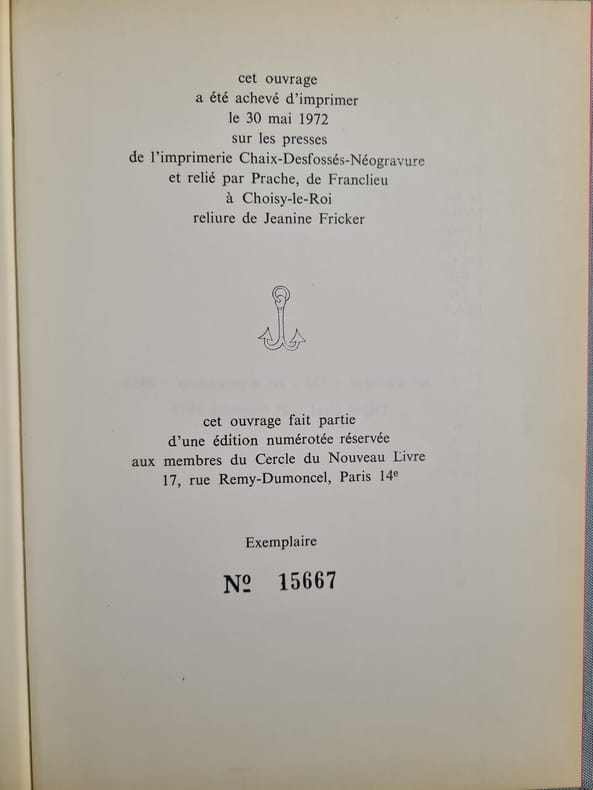 cet ouvrage
a été achevé d'imprimer
le 30 mai 1972
sur les presses
de l'imprimerie Chaix-Desfossés-Néogravure
et relié par Prache, de Franclieu
à Choisy-le-Roi
reliure de Jeanine Fricker
cet ouvrage fait partie
d'une édition numérotée réservée
aux membres du Cercle du Nouveau Livre
17, rue Remy-Dumoncel, Paris 14e
Exemplaire
Nº 15667